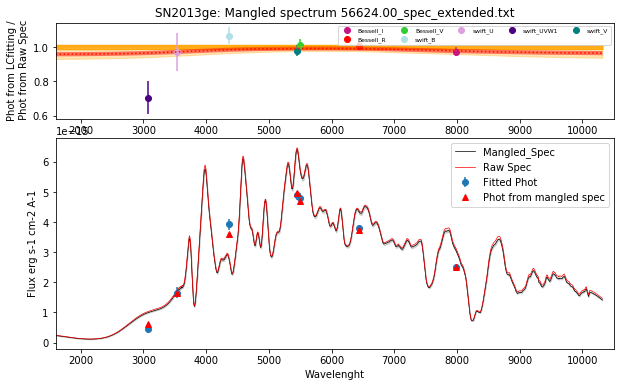 SN2013ge: Mangled spectrum 56624.00_spec_extended.txt
Phot from LCfitting /
Phot from Raw Spec
1.0
0.8
0.6
Bessell_I
Bessell_R
Bessell_V
swift_B
swift_U
swift_UVW1
swift_V
2000 3000 4000 5000 6000 7000 8000 9000 10000
1e−15
Flux erg s-1 cm-2 A-1
6
5
4
3
2
1
0
Mangled_Spec
Raw Spec
Fitted Phot
Phot from mangled spec
2000 3000 4000 5000 6000 7000 8000 9000 10000
Wavelenght